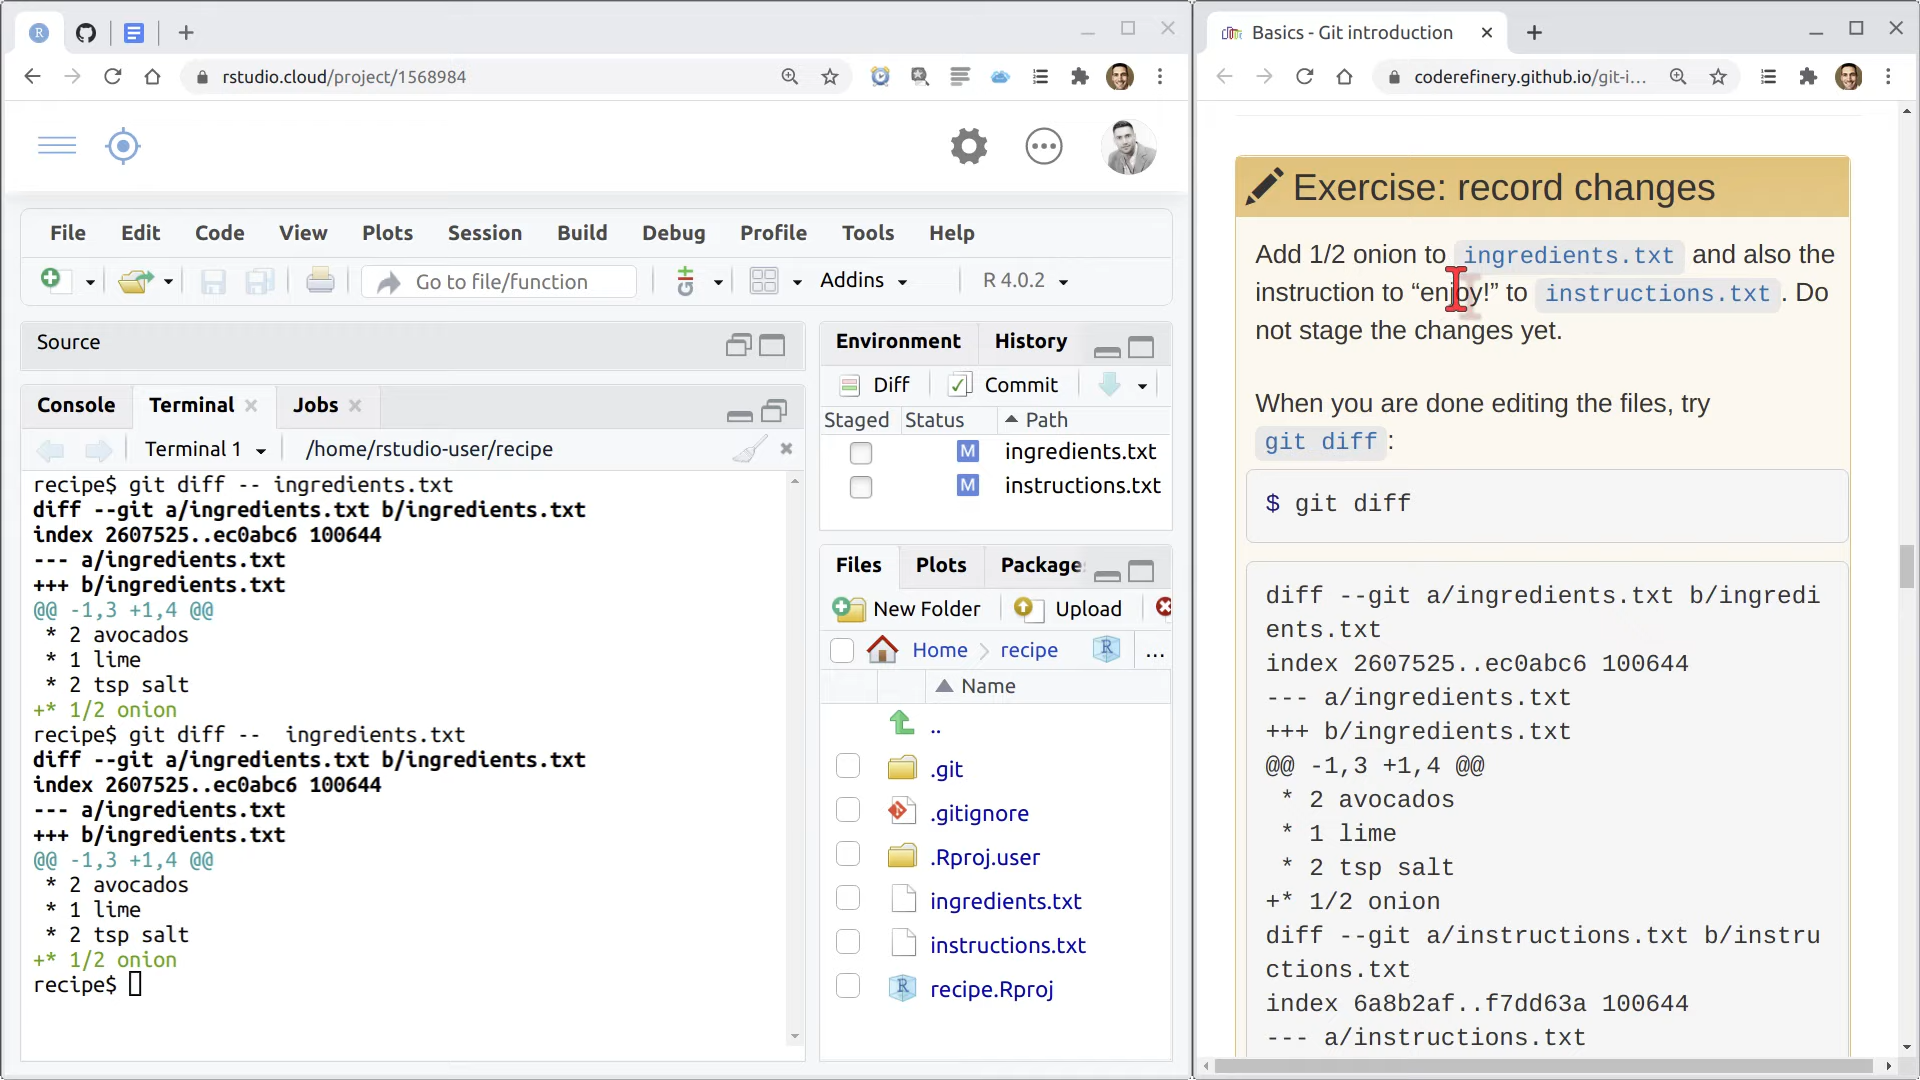 rstudio.cloud/project/1568984
File Edit Code View Plots Session Build Debug Profile Tools Help
Go to file/function
Addins
R 4.0.2
Source
Console Terminal Jobs
Terminal 1 /home/rstudio-user/recipe
recipe$ git diff -- ingredients.txt
diff --git a/ingredients.txt b/ingredients.txt
index 2607525..ec0abc6 100644
--- a/ingredients.txt
+++ b/ingredients.txt
@@ -1,3 +1,4 @@
* 2 avocados
* 1 lime
* 2 tsp salt
+* 1/2 onion
recipe$ git diff --  ingredients.txt
diff --git a/ingredients.txt b/ingredients.txt
index 2607525..ec0abc6 100644
--- a/ingredients.txt
+++ b/ingredients.txt
@@ -1,3 +1,4 @@
* 2 avocados
* 1 lime
* 2 tsp salt
+* 1/2 onion
recipe$
Environment History
Diff Commit
Staged Status Path
M ingredients.txt
M instructions.txt
Files Plots Package
New Folder Upload
Home recipe R ...
Name
..
.git
.gitignore
.Rproj.user
ingredients.txt
instructions.txt
recipe.Rproj
Basics - Git introduction
coderefinery.github.io/git-i...
Exercise: record changes
Add 1/2 onion to ingredients.txt and also the
instruction to “enjoy!” to instructions.txt . Do
not stage the changes yet.
When you are done editing the files, try
git diff :
$ git diff
diff --git a/ingredients.txt b/ingredi
ents.txt
index 2607525..ec0abc6 100644
--- a/ingredients.txt
+++ b/ingredients.txt
@@ -1,3 +1,4 @@
* 2 avocados
* 1 lime
* 2 tsp salt
+* 1/2 onion
diff --git a/instructions.txt b/instru
ctions.txt
index 6a8b2af..f7dd63a 100644
--- a/instructions.txt